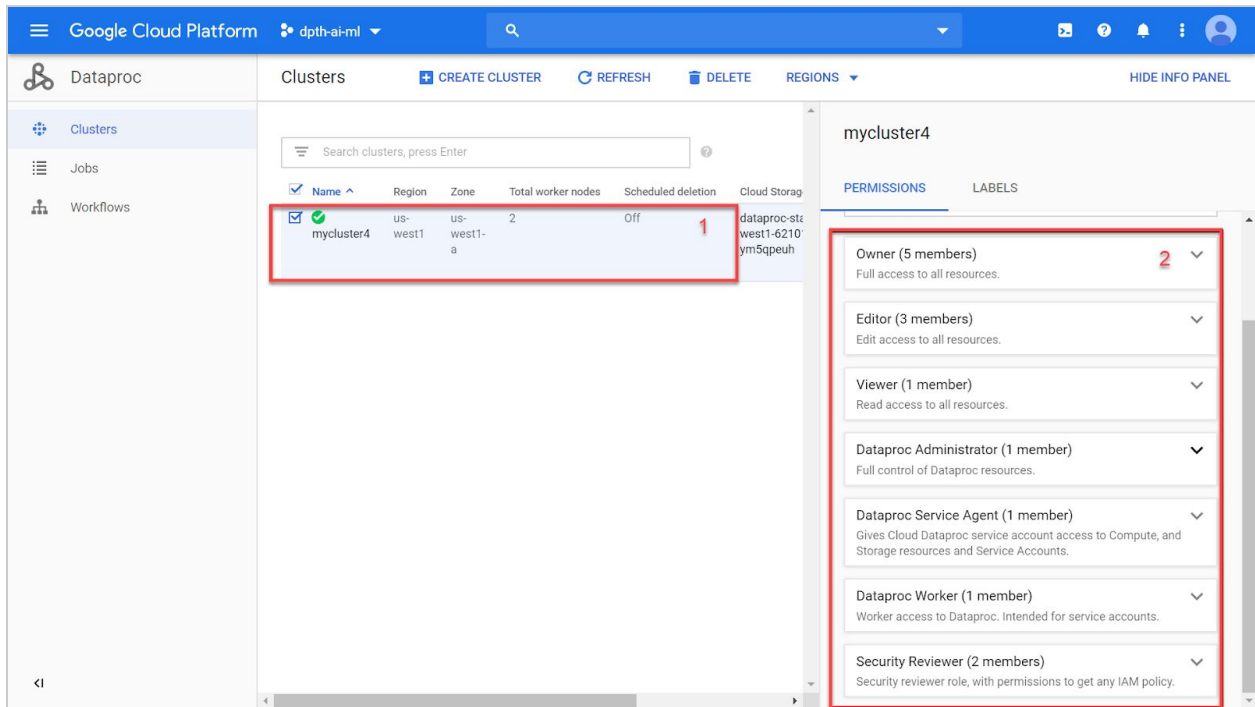 Google Cloud Platform
dpth-ai-ml
Dataproc
Clusters
CREATE CLUSTER
REFRESH
DELETE
REGIONS
HIDE INFO PANEL
Clusters
Jobs
Workflows
Search clusters, press Enter
Name
Region
Zone
Total worker nodes
Scheduled deletion
Cloud Storag
mycluster4
us-
west1
us-
west1-
a
2
Off
1
dataproc-sta
west1-6210
ym5qpeuh
mycluster4
PERMISSIONS
LABELS
2
Owner (5 members)
Full access to all resources.
Editor (3 members)
Edit access to all resources.
Viewer (1 member)
Read access to all resources.
Dataproc Administrator (1 member)
Full control of Dataproc resources.
Dataproc Service Agent (1 member)
Gives Cloud Dataproc service account access to Compute, and
Storage resources and Service Accounts.
Dataproc Worker (1 member)
Worker access to Dataproc. Intended for service accounts.
Security Reviewer (2 members)
Security reviewer role, with permissions to get any IAM policy.